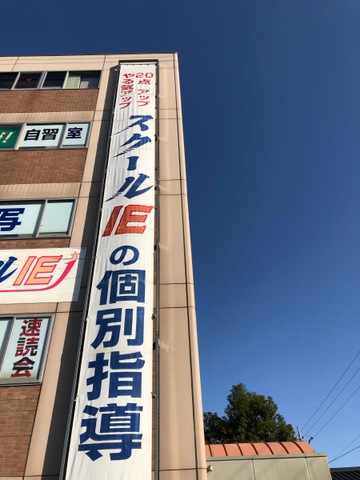 20点 アップ
やる気アップ
スクールIEの個別指導
自習室
写
ルIE
速読会